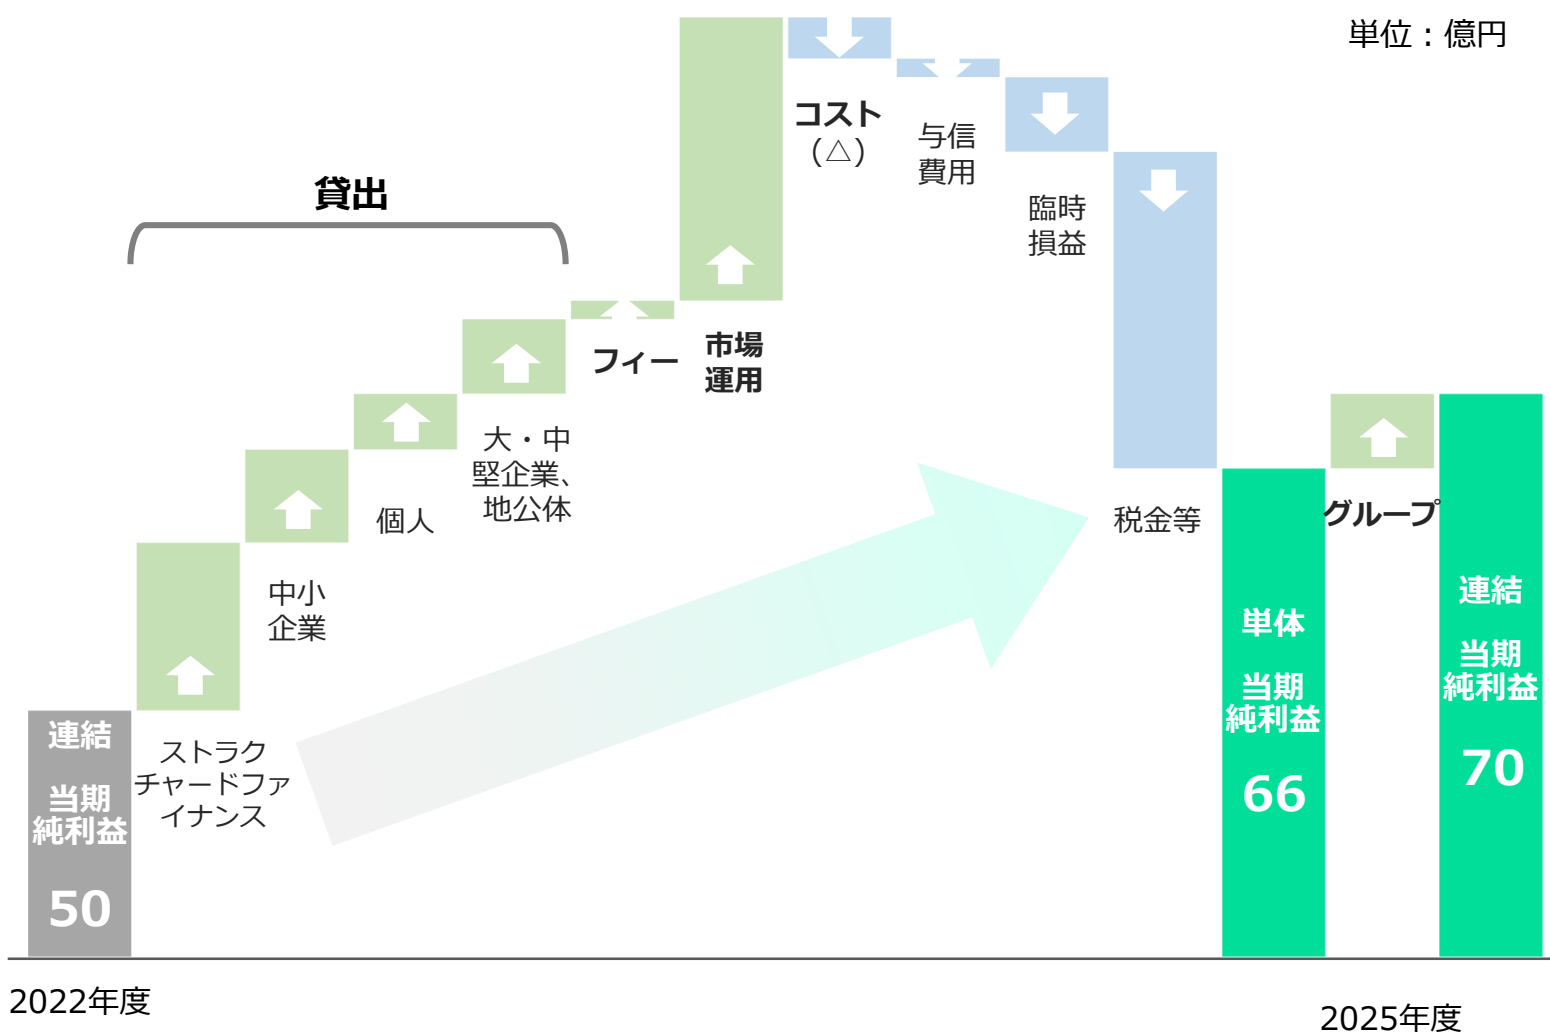 単位：億円
貸出
コスト
（△）
与信
費用
臨時
損益
フィー
市場
運用
大・中
堅企業、
地公体
個人
中小
企業
ストラク
チャードファ
イナンス
税金等
グループ
連結
当期
純利益
50
単体
当期
純利益
66
連結
当期
純利益
70
2022年度
2025年度